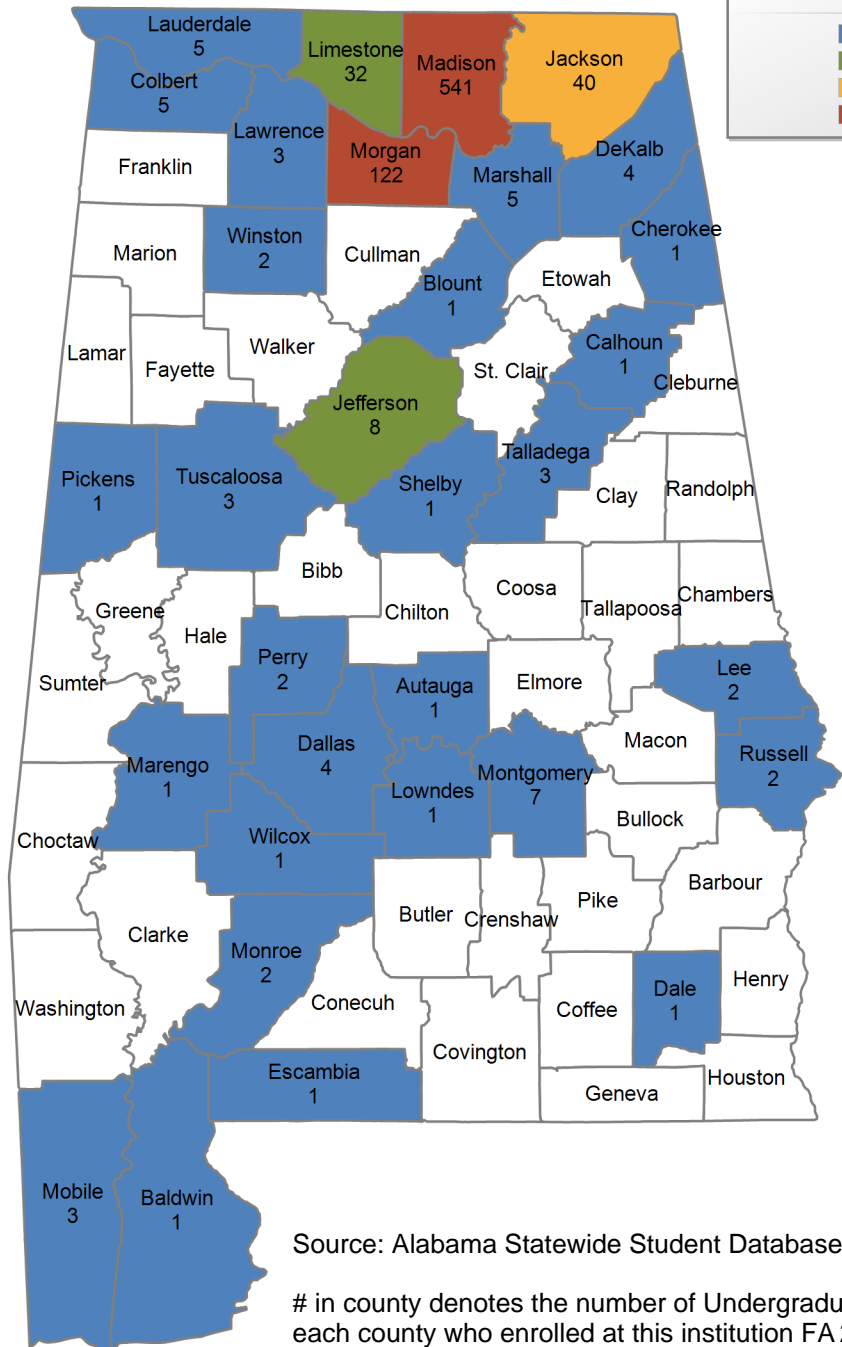 Lauderdale
5
Limestone
32
Madison
541
Jackson
40
Colbert
5
Lawrence
3
Franklin
Morgan
122
Marshall
5
DeKalb
4
Marion
Winston
2
Cullman
Blount
1
Etowah
Cherokee
1
Lamar
Fayette
Walker
Jefferson
8
St. Clair
Calhoun
1
Cleburne
Pickens
1
Tuscaloosa
3
Shelby
1
Talladega
3
Clay
Randolph
Bibb
Greene
Hale
Chilton
Coosa
Tallapoosa
Chambers
Sumter
Perry
2
Autauga
1
Elmore
Lee
2
Marengo
1
Dallas
4
Lowndes
1
Montgomery
7
Macon
Russell
2
Choctaw
Wilcox
1
Bullock
Clarke
Monroe
2
Butler
Crenshaw
Pike
Barbour
Washington
Conecuh
Covington
Coffee
Dale
1
Henry
Escambia
1
Geneva
Houston
Mobile
3
Baldwin
1
Source: Alabama Statewide Student Database
# in county denotes the number of Undergradu
each county who enrolled at this institution FA